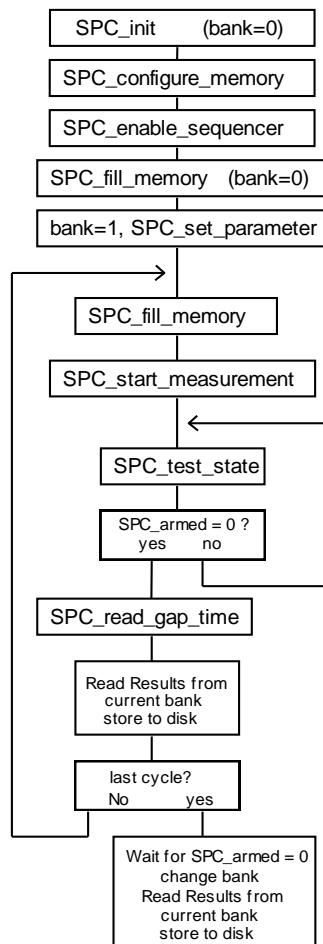 SPC_init (bank=0)
SPC_configure_memory
SPC_enable_sequencer
SPC_fill_memory (bank=0)
bank=1, SPC_set_parameter
SPC_fill_memory
SPC_start_measurement
SPC_test_state
SPC_armed = 0 ?
yes no
SPC_read_gap_time
Read Results from
current bank
store to disk
last cycle?
No yes
Wait for SPC_armed = 0
change bank
Read Results from
current bank
store to disk